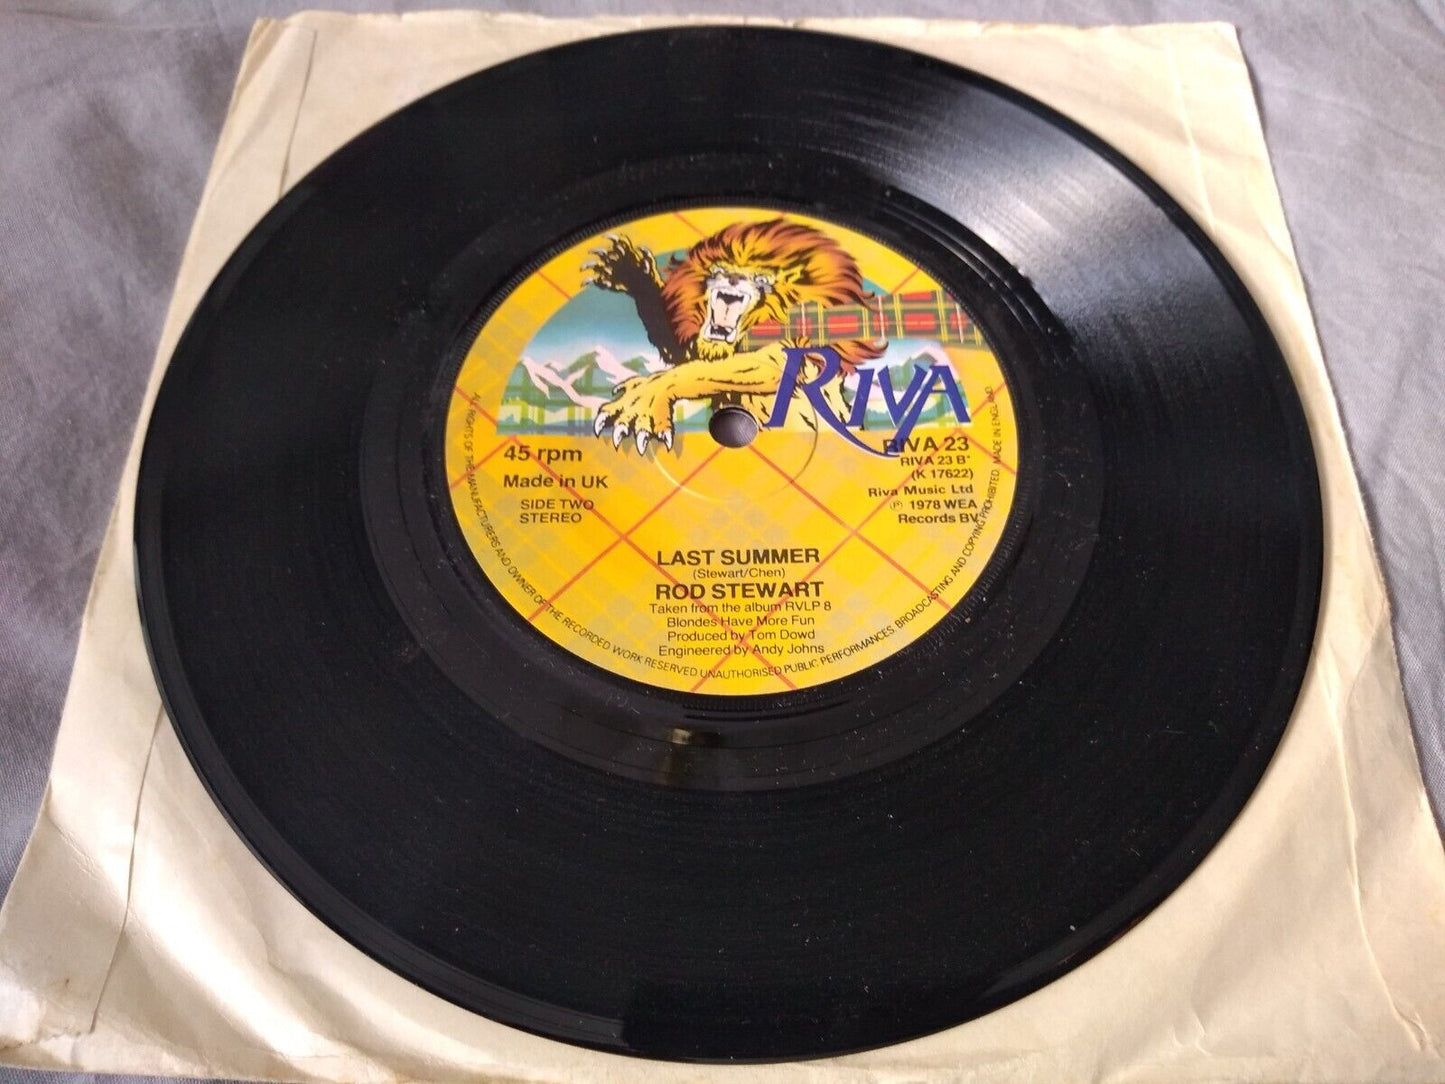 RIVA
45 rpm
Made in UK
SIDE TWO
STEREO
RIVA 23
RIVA 23 B*
(K 17622)
Riva Music Ltd
℗ 1978 WEA
Records BV
LAST SUMMER
(Stewart/Chen)
ROD STEWART
Taken from the album RVLP 8
Blondes Have More Fun
Produced by Tom Dowd
Engineered by Andy Johns
ALL RIGHTS OF THE MANUFACTURERS AND OWNER OF THE RECORDED WORK RESERVED UNAUTHORISED PUBLIC PERFORMANCES, BROADCASTING AND COPYING PROHIBITED. MADE IN ENGLAND